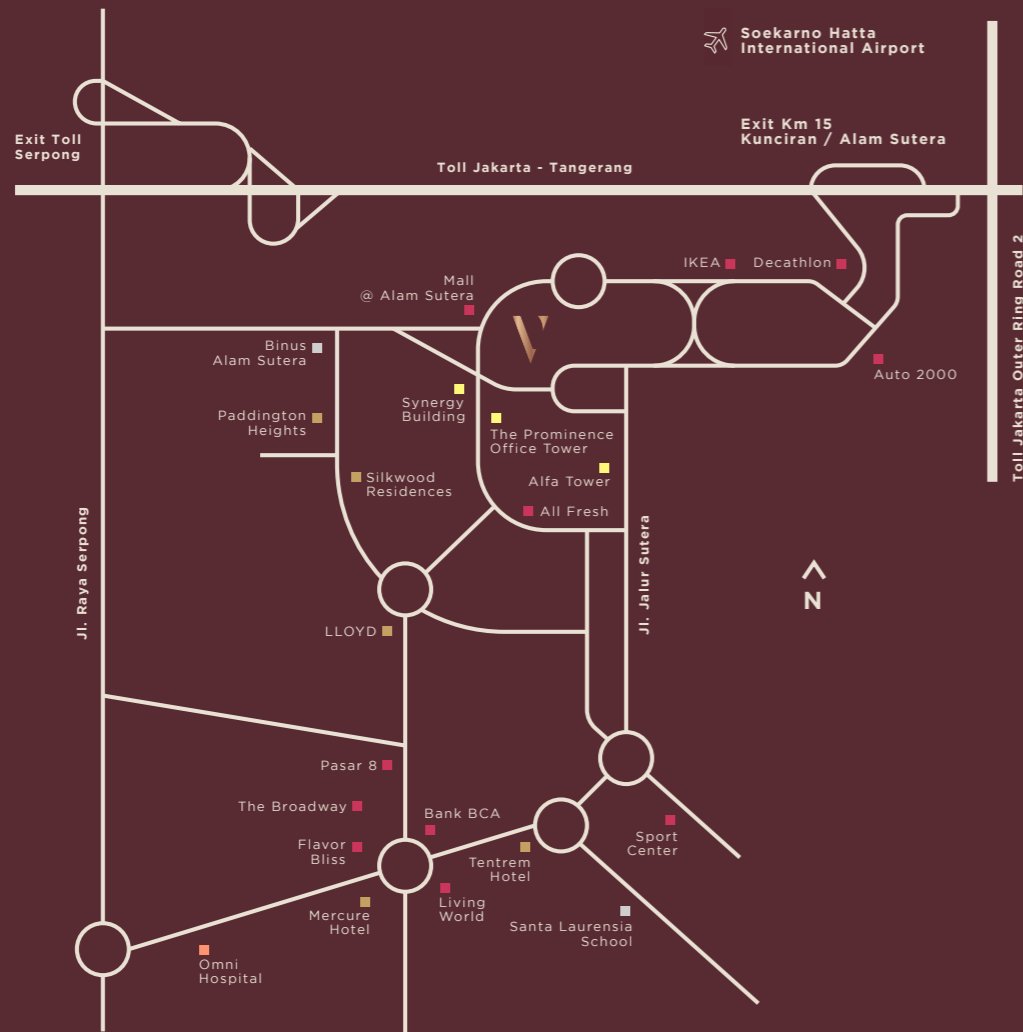 Soekarno Hatta
International Airport
Exit Km 15
Kunciran / Alam Sutera
Exit Toll
Serpong
Toll Jakarta - Tangerang
Toll Jakarta Outer Ring Road 2
IKEA
Decathlon
Mall
@ Alam Sutera
Binus
Alam Sutera
Auto 2000
Synergy
Building
Paddington
Heights
The Prominence
Office Tower
Silkwood
Residences
Alfa Tower
All Fresh
Jl. Raya Serpong
Jl. Jalur Sutera
N
LLOYD
Pasar 8
The Broadway
Bank BCA
Flavor
Bliss
Sport
Center
Tentrem
Hotel
Living
World
Mercure
Hotel
Santa Laurensia
School
Omni
Hospital